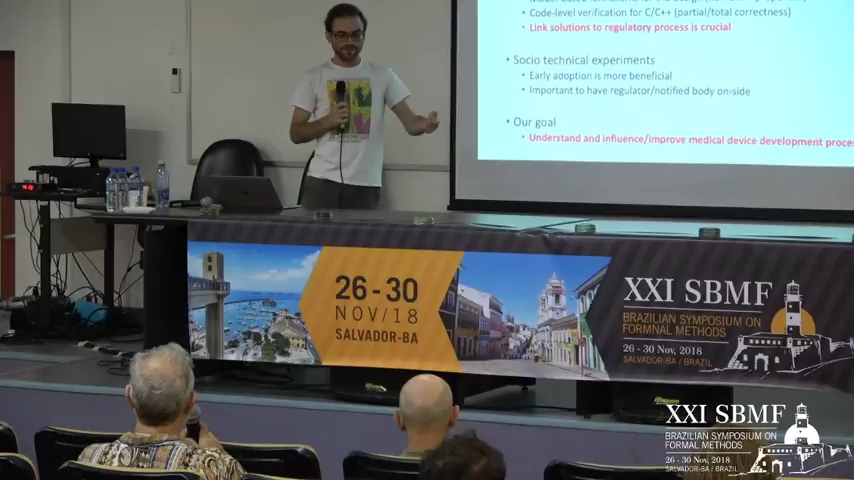 • Code-level verification for C/C++ (partial/total correctness)
• Link solutions to regulatory process is crucial
• Socio technical experiments
• Early adoption is more beneficial
• Important to have regulator/notified body on-side
• Our goal
• Understand and influence/improve medical device development proce
26 - 30
NOV/18
SALVADOR-BA
XXI SBMF
BRAZILIAN SYMPOSIUM ON
FORMNAL METHODS
26 - 30 Nov, 2018
SALVADOR-BA / BRAZIL
XXI SBMF
BRAZILIAN SYMPOSIUM ON
FORMAL METHODS
26 - 30 Nov, 2018
SALVADOR-BA / BRAZIL